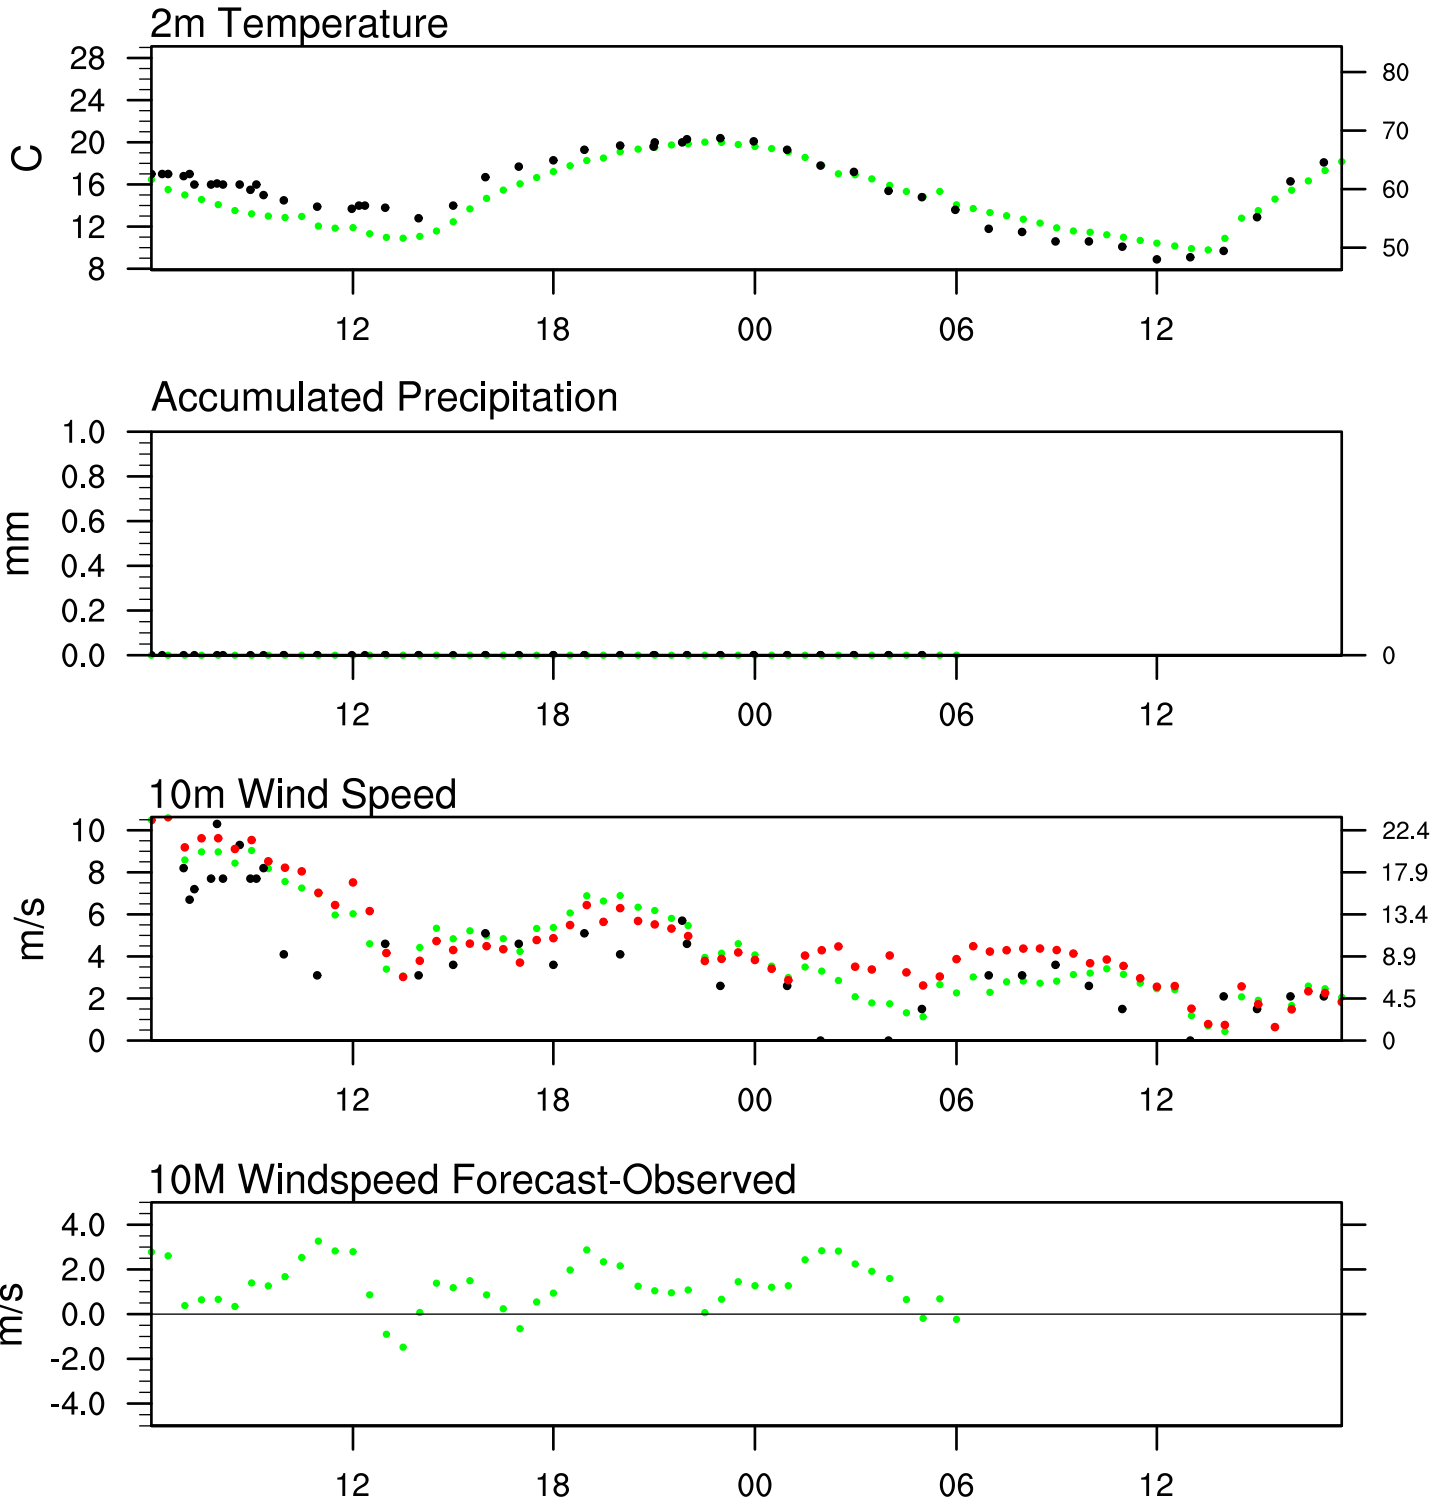 2m Temperature
28
24
20
16
12
8
C
80
70
60
50
12 18 00 06 12
Accumulated Precipitation
1.0
0.8
0.6
0.4
0.2
0.0
mm
0
12 18 00 06 12
10m Wind Speed
10
8
6
4
2
0
m/s
22.4
17.9
13.4
8.9
4.5
0
12 18 00 06 12
10M Windspeed Forecast-Observed
4.0
2.0
0.0
-2.0
-4.0
m/s
12 18 00 06 12